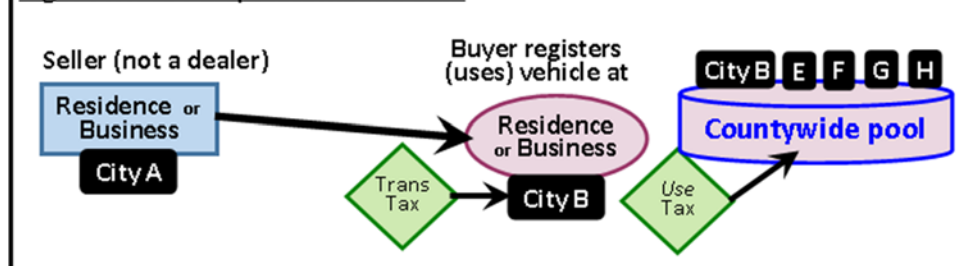 Seller (not a dealer)
Residence or
Business
City A
Buyer registers
(uses) vehicle at
Residence
or Business
City B
Trans
Tax
City B E F G H
Countywide pool
Use
Tax